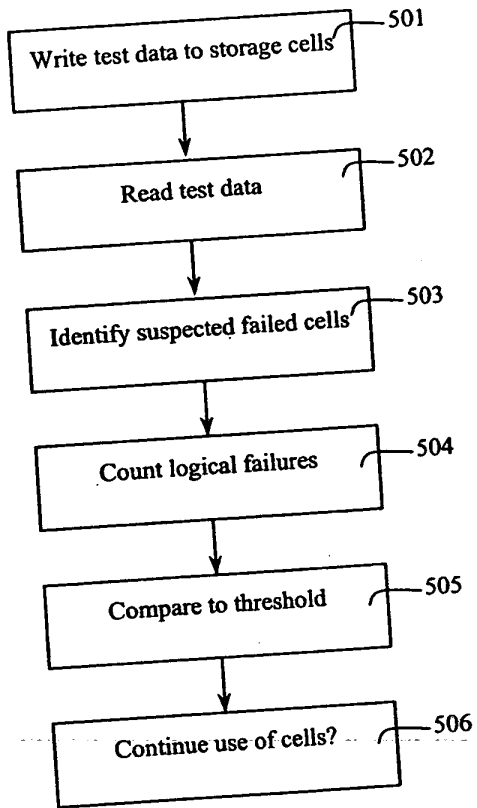 501
Write test data to storage cells
502
Read test data
503
Identify suspected failed cells
504
Count logical failures
505
Compare to threshold
506
Continue use of cells?